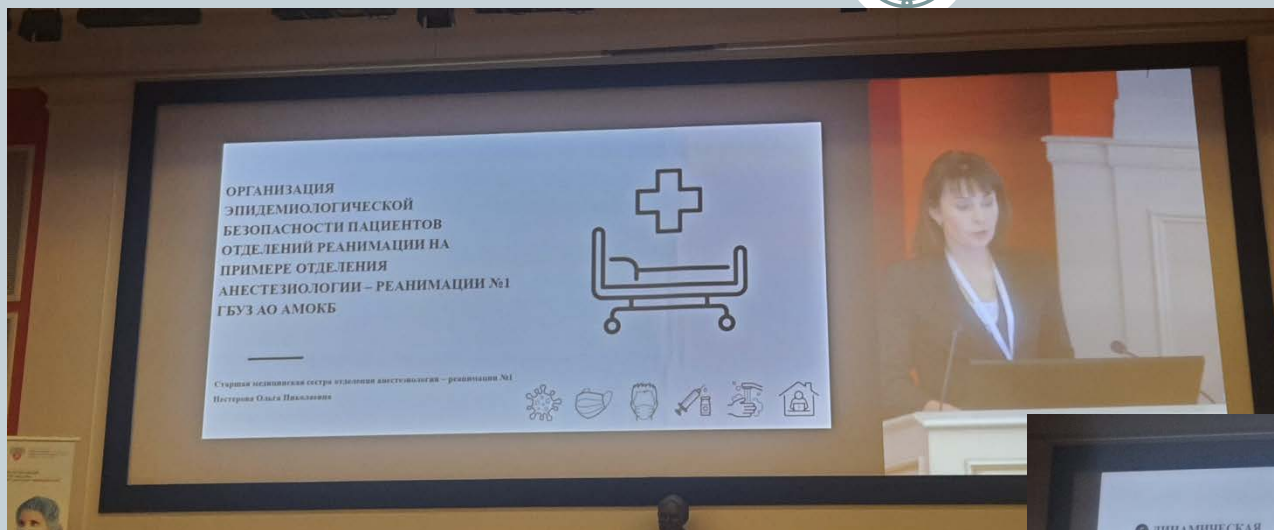 ОРГАНИЗАЦИЯ
ЭПИДЕМИОЛОГИЧЕСКОЙ
БЕЗОПАСНОСТИ ПАЦИЕНТОВ
ОТДЕЛЕНИЙ РЕАНИМАЦИИ НА
ПРИМЕРЕ ОТДЕЛЕНИЯ
АНЕСТЕЗИОЛОГИИ – РЕАНИМАЦИИ №1
ГБУЗ АО АМОКБ
Старшая медицинская сестра отделения анестезиологии – реанимации №1
Нестерова Ольга Николаевна
ДИНАМИЧЕСКАЯ